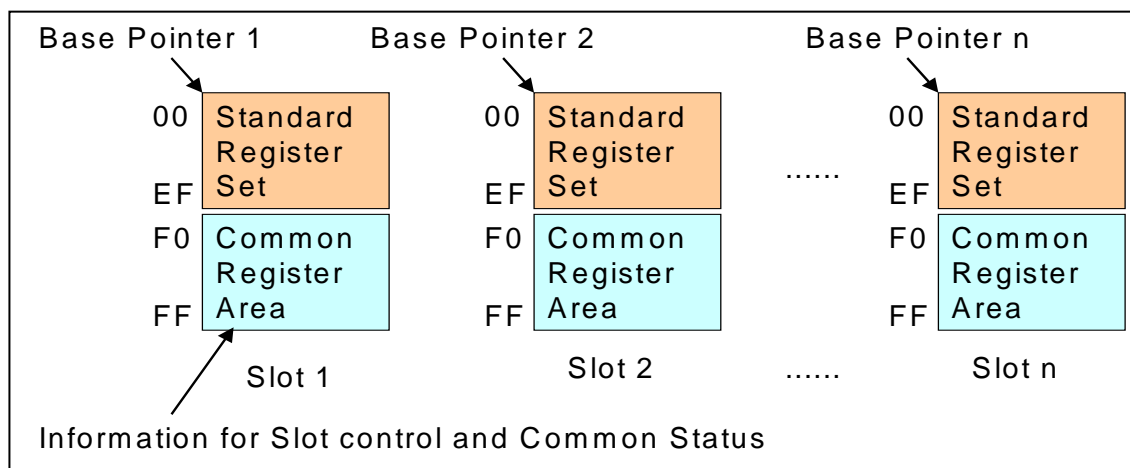 Base Pointer 1 Base Pointer 2 Base Pointer n
00 Standard 00 Standard 00 Standard
Register Register Register
EF Set EF Set ...... EF Set
F0 Common F0 Common F0 Common
Register Register Register
FF Area FF Area FF Area
Slot 1 Slot 2 ...... Slot n
Information for Slot control and Common Status